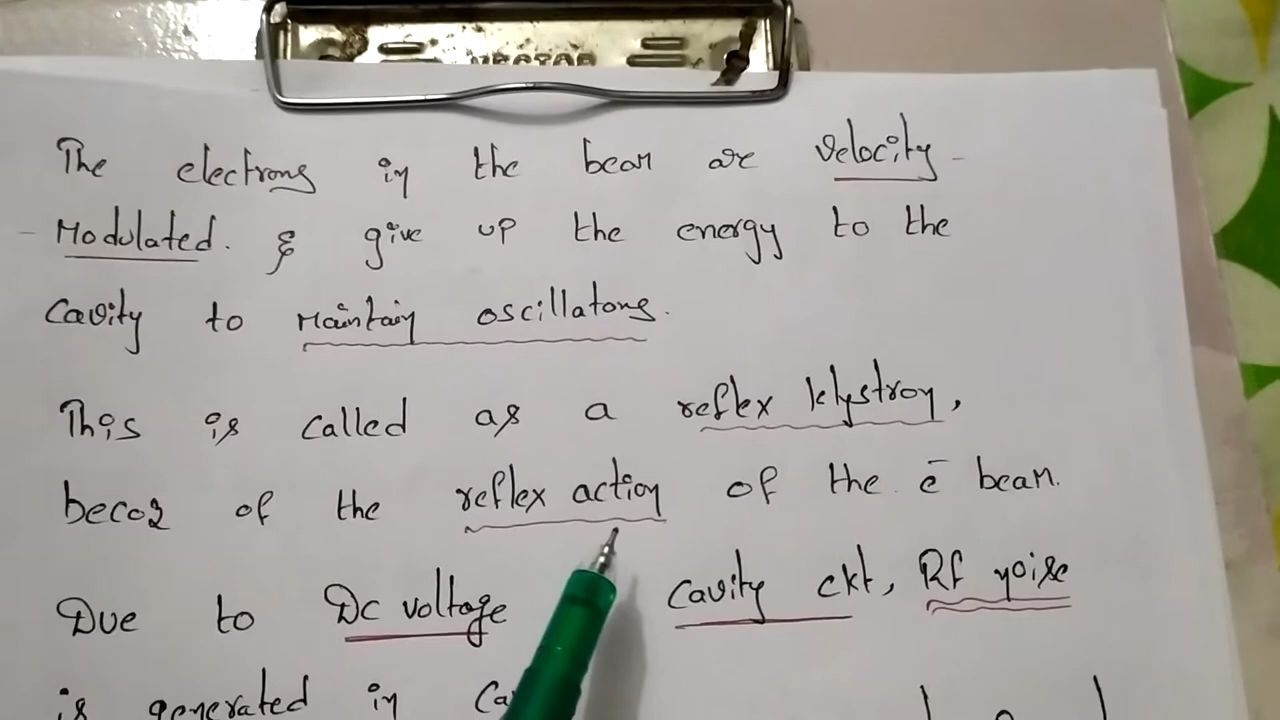 VECTOR
The electrons in the beam are velocity -
- Modulated. & give up the energy to the
Cavity to Maintain oscillatons.
This is called as a reflex klystron,
becoz of the reflex action of the e̅ beam.
Due to Dc voltage cavity ckt, Rf noise
is generated in